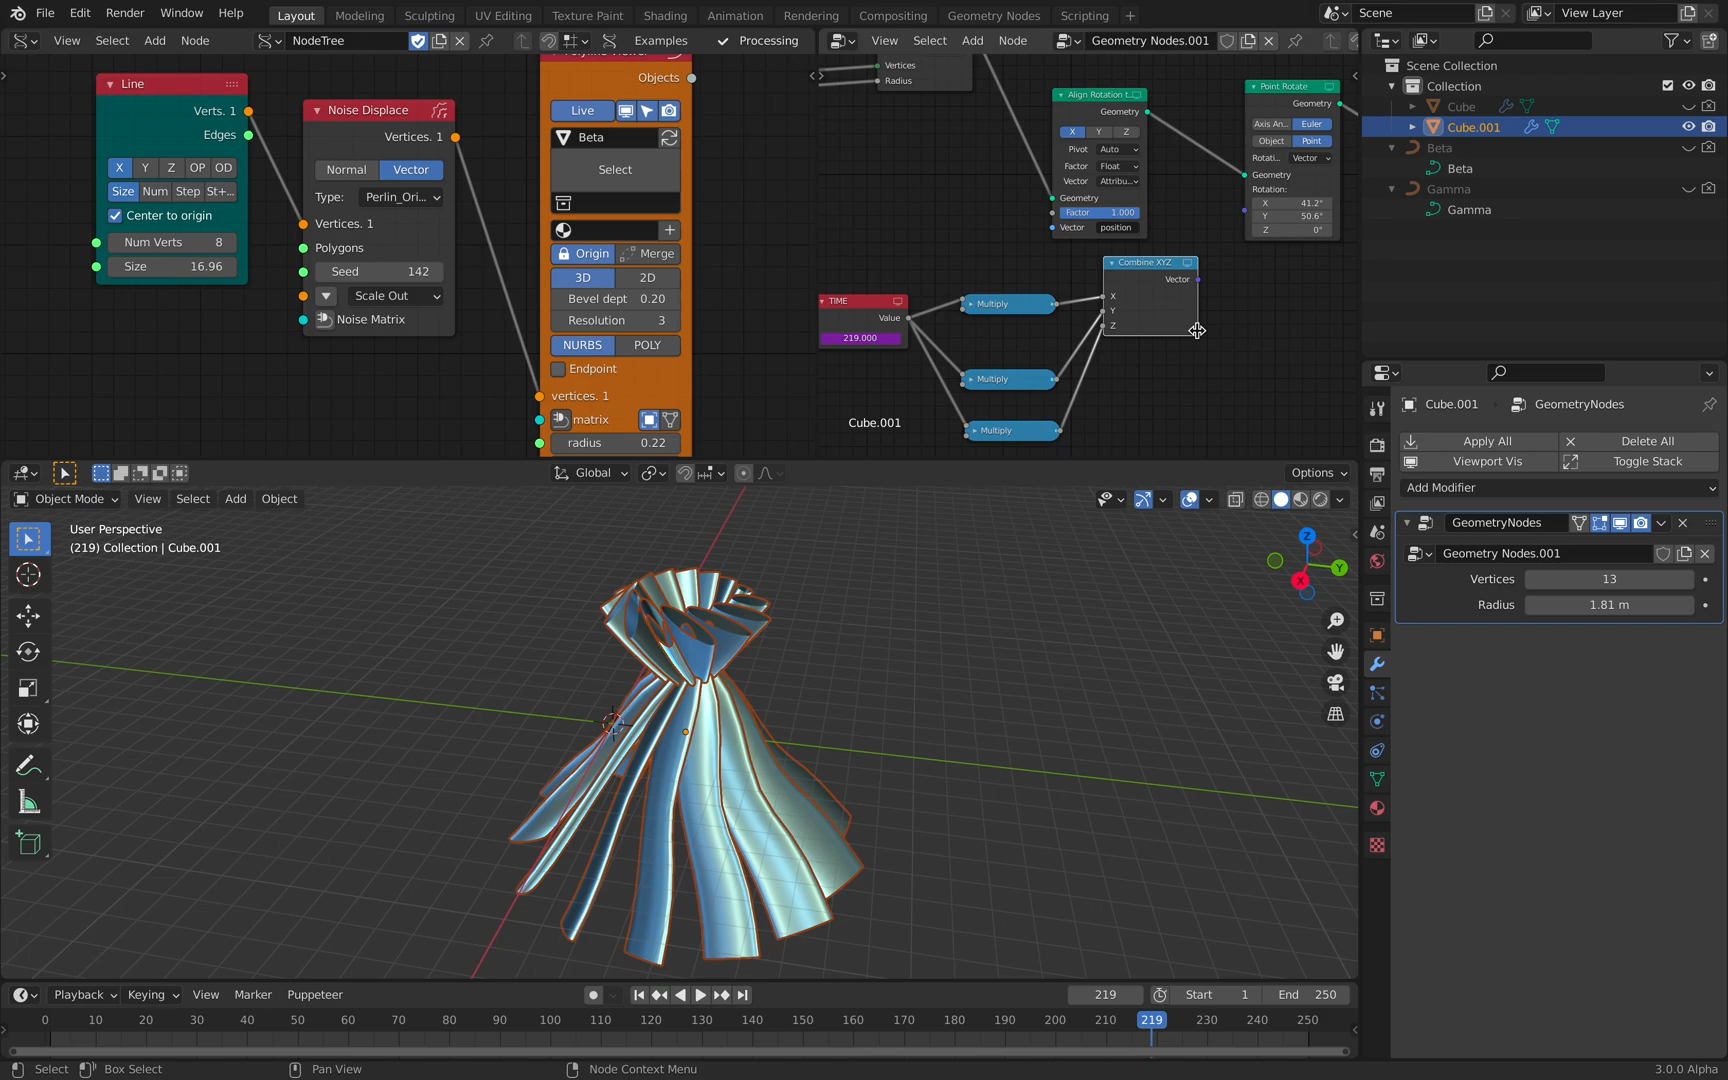 File Edit Render Window Help Layout Modeling Sculpting UV Editing Texture Paint Shading Animation Rendering Compositing Geometry Nodes Scripting Scene View Layer
View Select Add Node NodeTree Examples Processing
View Select Add Node Geometry Nodes.001
Line
Verts. 1
Edges
X Y Z OP OD
Size Num Step St+...
Center to origin
Num Verts 8
Size 16.96
Noise Displace
Vertices. 1
Normal Vector
Type: Perlin_Ori...
Vertices. 1
Polygons
Seed 142
Scale Out
Noise Matrix
Objects
Live
Beta
Select
Origin Merge
3D 2D
Bevel dept 0.20
Resolution 3
NURBS POLY
Endpoint
vertices. 1
matrix
radius 0.22
Vertices
Radius
Align Rotation t...
Geometry
X Y Z
Pivot Auto
Factor Float
Vector Attribu...
Geometry
Factor 1.000
Vector position
Point Rotate
Geometry
Axis An... Euler
Object Point
Rotati... Vector
Geometry
Rotation:
X 41.2°
Y 50.6°
Z 0°
TIME
Value
219.000
Multiply
Multiply
Multiply
Combine XYZ
Vector
X
Y
Z
Cube.001
Scene Collection
Collection
Cube
Cube.001
Beta
Beta
Gamma
Gamma
Cube.001 GeometryNodes
Apply All Delete All
Viewport Vis Toggle Stack
Add Modifier
GeometryNodes
Geometry Nodes.001
Vertices 13
Radius 1.81 m
Global Options
Object Mode View Select Add Object
User Perspective
(219) Collection | Cube.001
Z
Y
X
Playback Keying View Marker Puppeteer 219 Start 1 End 250
0 10 20 30 40 50 60 70 80 90 100 110 120 130 140 150 160 170 180 190 200 210 219 230 240 250
Select Box Select Pan View Node Context Menu 3.0.0 Alpha